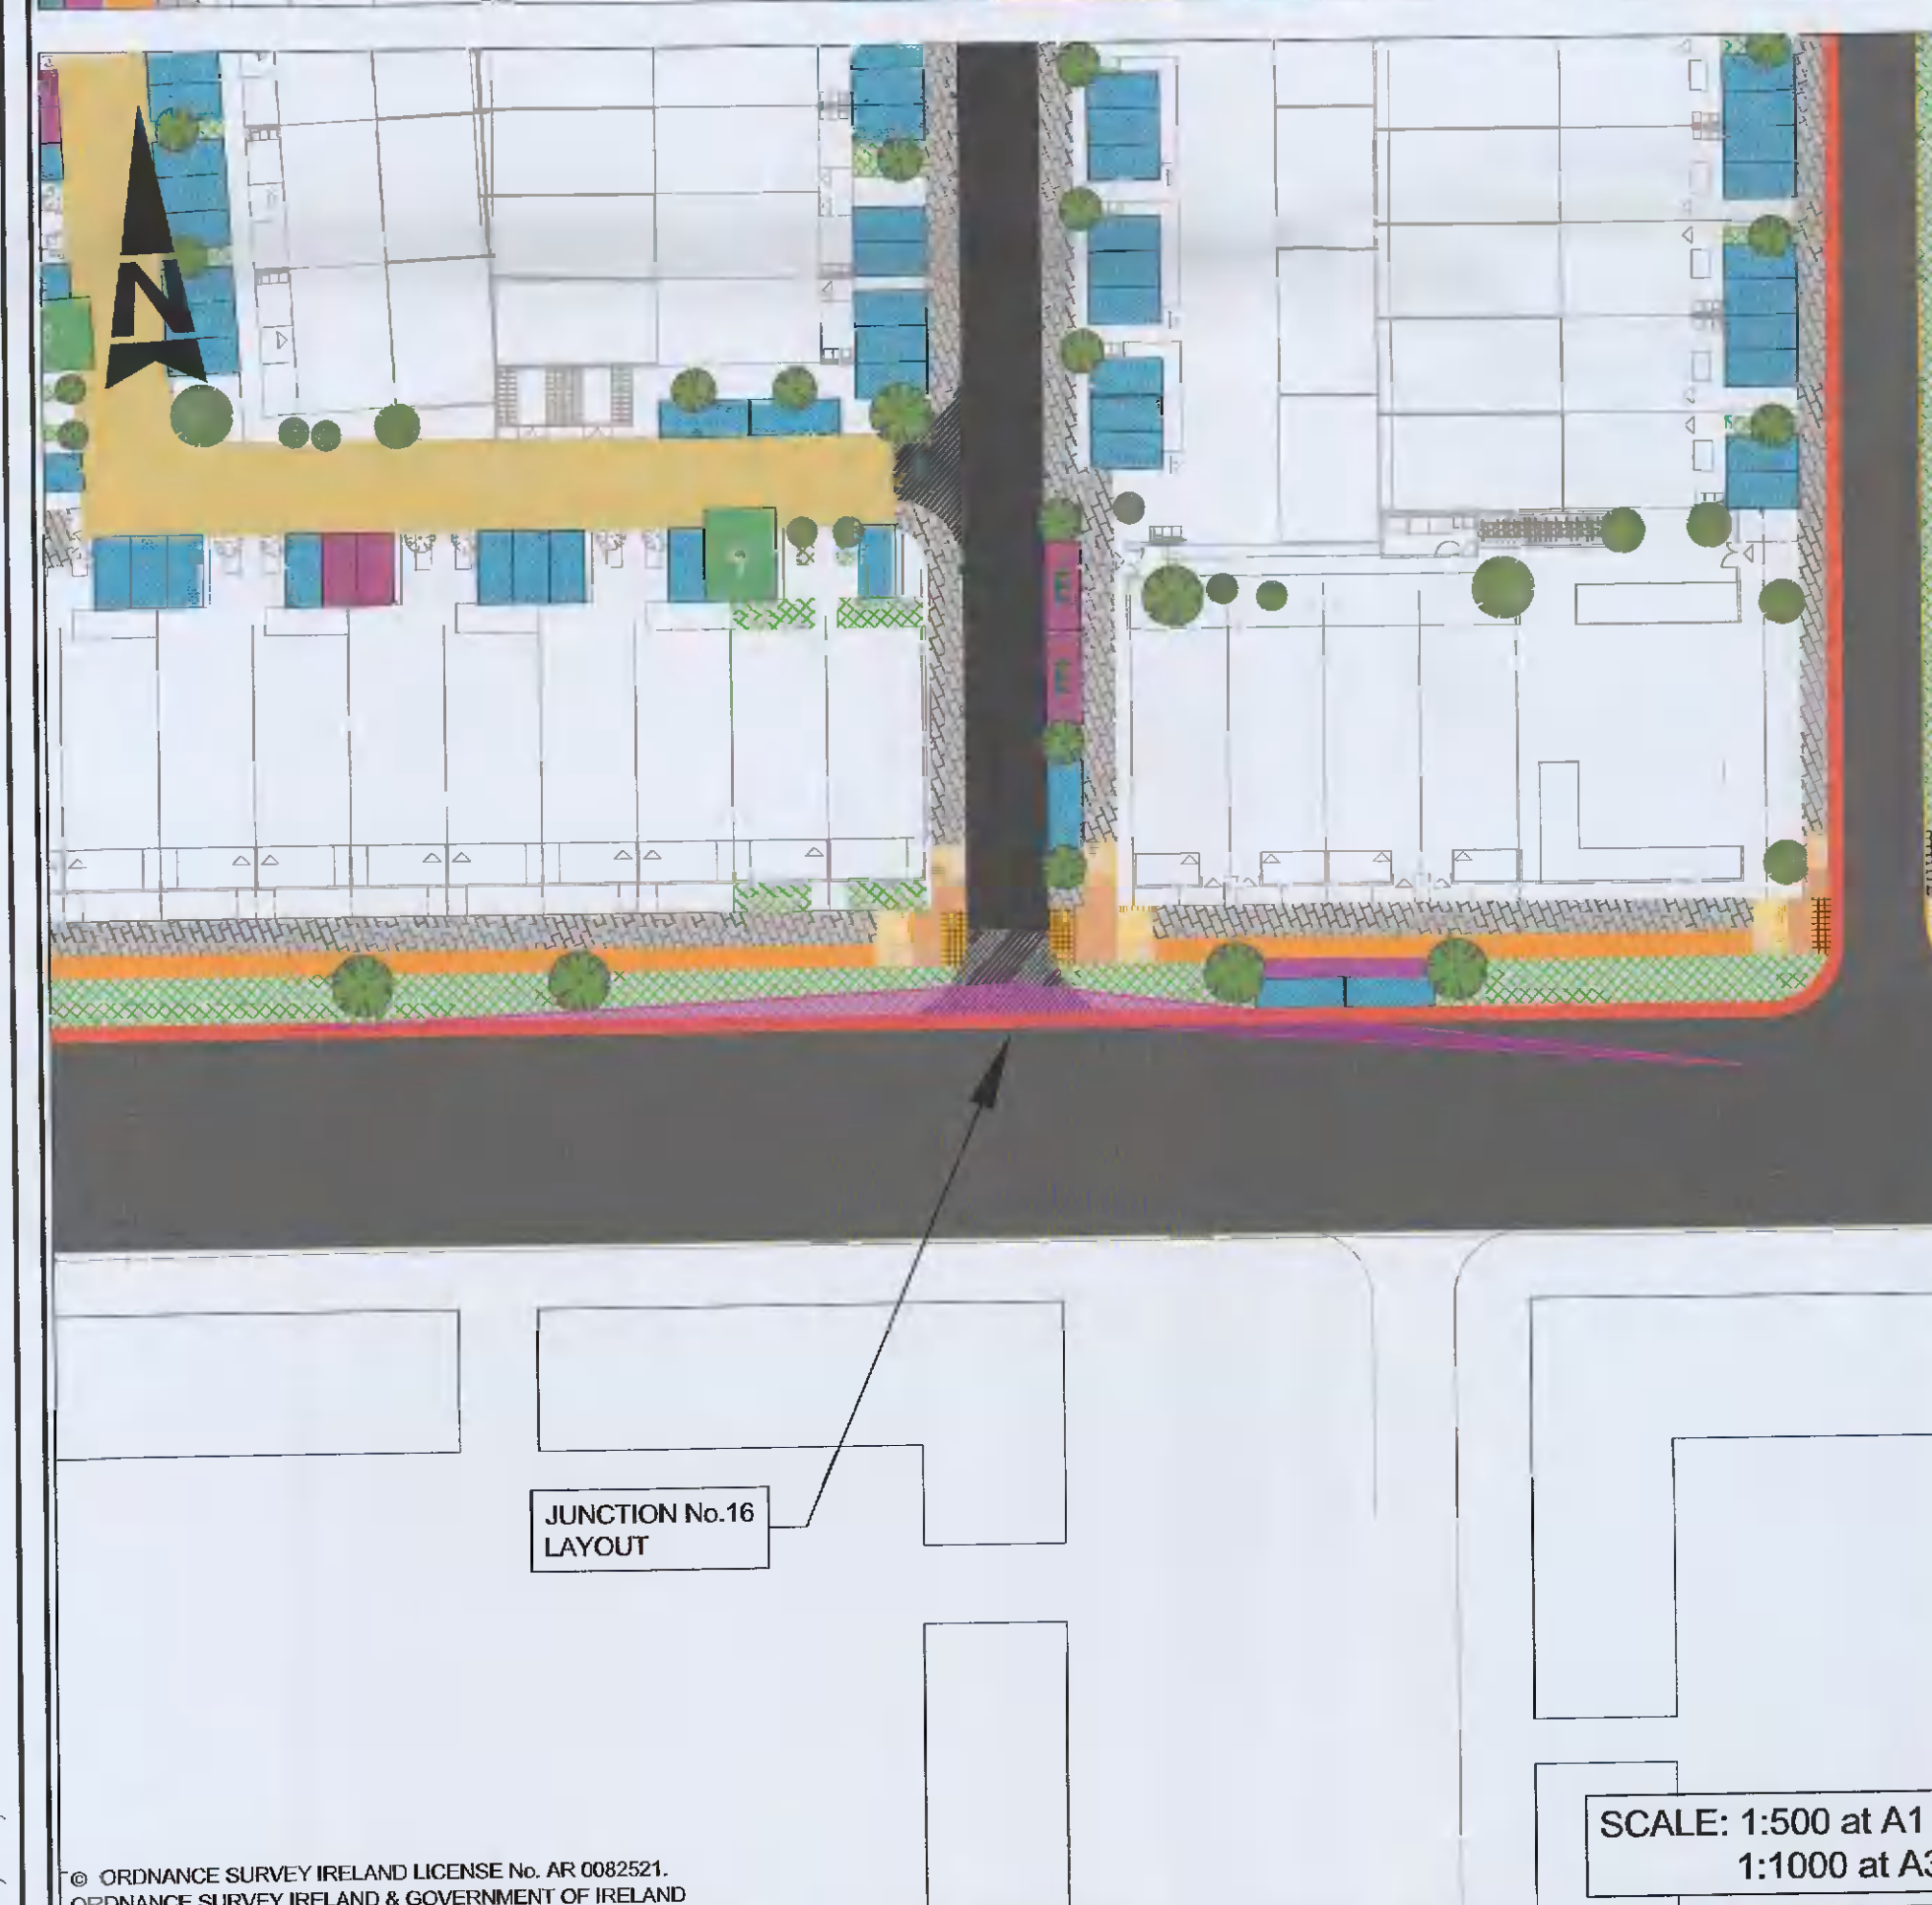 N
E
E
JUNCTION No.16
LAYOUT
SCALE: 1:500 at A1
1:1000 at A3
© ORDNANCE SURVEY IRELAND LICENSE No. AR 0082521.
ORDNANCE SURVEY IRELAND & GOVERNMENT OF IRELAND